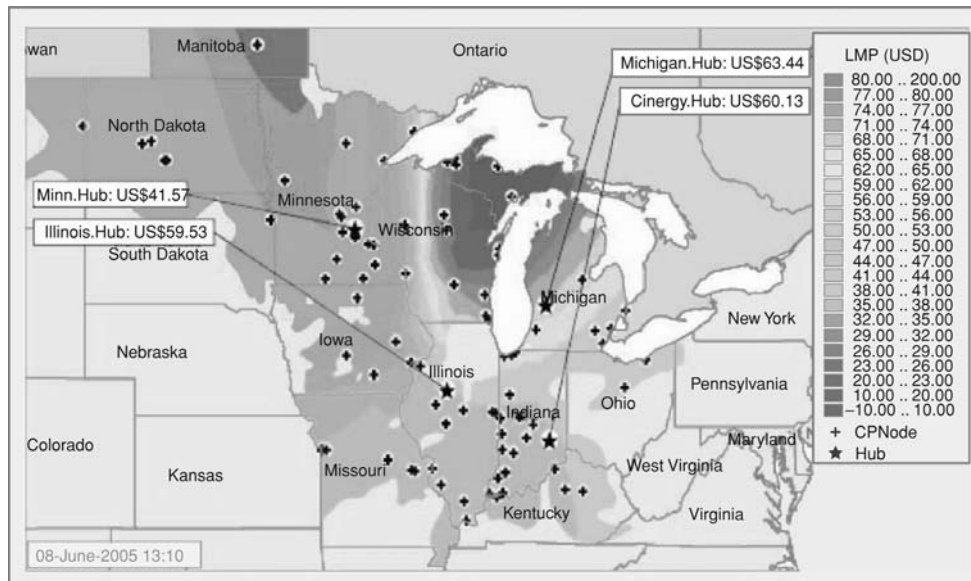 owan
Manitoba
Ontario
Michigan.Hub: US$63.44
Cinergy.Hub: US$60.13
North Dakota
Minn.Hub: US$41.57
Minnesota
Illinois.Hub: US$59.53
Wisconsin
South Dakota
Michigan
New York
Iowa
Nebraska
Illinois
Pennsylvania
Ohio
Indiana
Colorado
Maryland
Kansas
Missouri
West Virginia
Kentucky
Virginia
08-June-2005 13:10
LMP (USD)
80.00 .. 200.00
77.00 .. 80.00
74.00 .. 77.00
71.00 .. 74.00
68.00 .. 71.00
65.00 .. 68.00
62.00 .. 65.00
59.00 .. 62.00
56.00 .. 59.00
53.00 .. 56.00
50.00 .. 53.00
47.00 .. 50.00
44.00 .. 47.00
41.00 .. 44.00
38.00 .. 41.00
35.00 .. 38.00
32.00 .. 35.00
29.00 .. 32.00
26.00 .. 29.00
23.00 .. 26.00
20.00 .. 23.00
10.00 .. 20.00
–10.00 .. 10.00
CPNode
Hub